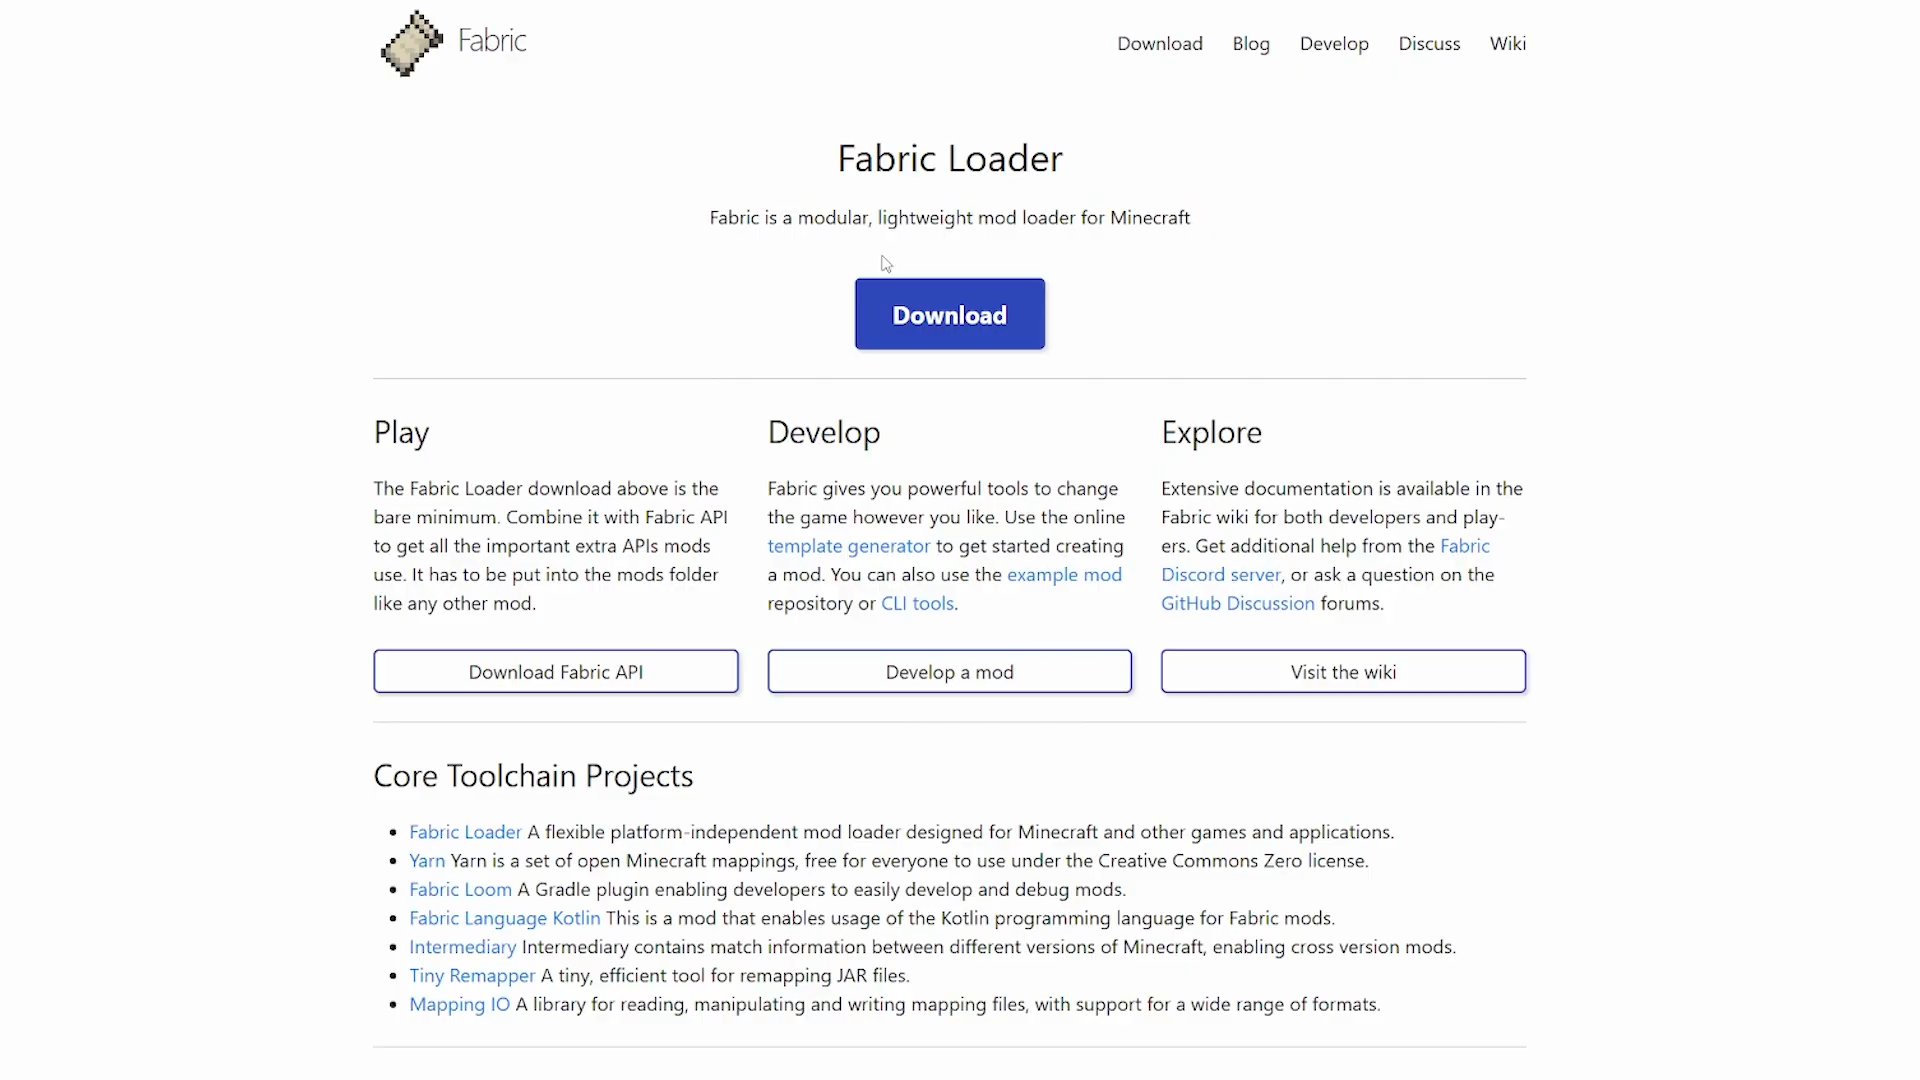 Fabric
Download Blog Develop Discuss Wiki
Fabric Loader
Fabric is a modular, lightweight mod loader for Minecraft
Download
Play
The Fabric Loader download above is the
bare minimum. Combine it with Fabric API
to get all the important extra APIs mods
use. It has to be put into the mods folder
like any other mod.
Download Fabric API
Develop
Fabric gives you powerful tools to change
the game however you like. Use the online
template generator to get started creating
a mod. You can also use the example mod
repository or CLI tools.
Develop a mod
Explore
Extensive documentation is available in the
Fabric wiki for both developers and play-
ers. Get additional help from the Fabric
Discord server, or ask a question on the
GitHub Discussion forums.
Visit the wiki
Core Toolchain Projects
• Fabric Loader A flexible platform-independent mod loader designed for Minecraft and other games and applications.
• Yarn Yarn is a set of open Minecraft mappings, free for everyone to use under the Creative Commons Zero license.
• Fabric Loom A Gradle plugin enabling developers to easily develop and debug mods.
• Fabric Language Kotlin This is a mod that enables usage of the Kotlin programming language for Fabric mods.
• Intermediary Intermediary contains match information between different versions of Minecraft, enabling cross version mods.
• Tiny Remapper A tiny, efficient tool for remapping JAR files.
• Mapping IO A library for reading, manipulating and writing mapping files, with support for a wide range of formats.